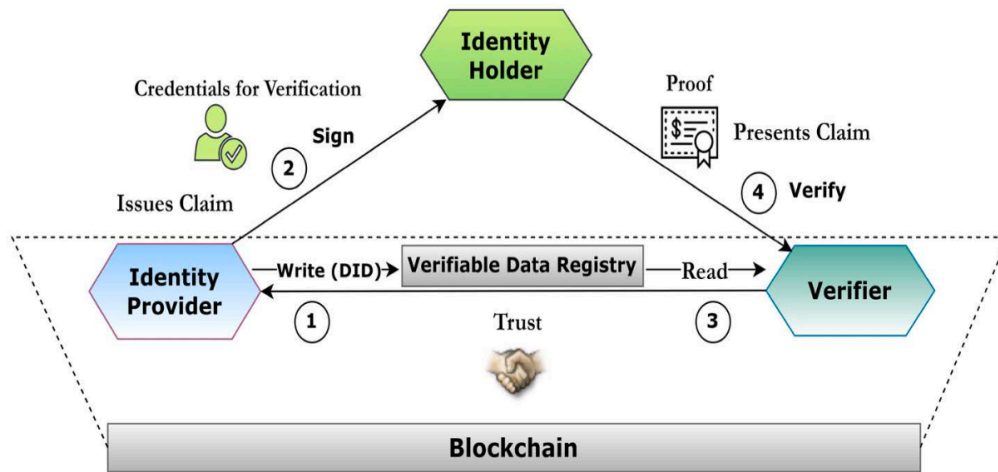 Identity
Holder
Credentials for Verification
Proof
$
Sign
Presents Claim
2
4
Verify
Issues Claim
Identity
Provider
Write (DID)
Verifiable Data Registry
Read
Verifier
1
3
Trust
Blockchain